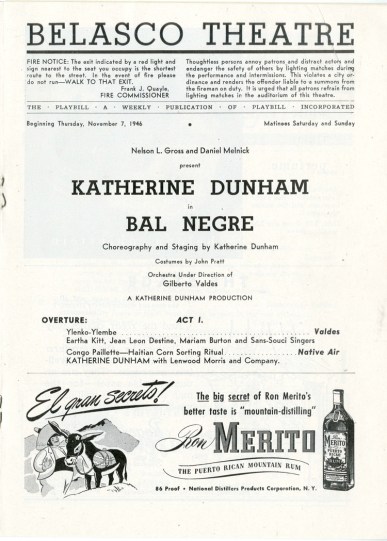 BELASCO THEATRE
FIRE NOTICE: The exit indicated by a red light and
sign nearest to the seat you occupy is the shortest
route to the street. In the event of fire please
do not run—WALK TO THAT EXIT.
Frank J. Quayle,
FIRE COMMISSIONER
Thoughtless persons annoy patrons and distract actors and
endanger the safety of others by lighting matches during
the performance and intermissions. This violates a city or-
dinance and renders the offender liable to a summons from
the fireman on duty. It is urged that all patrons refrain from
lighting matches in the auditorium of this theatre.
THE · PLAYBILL · A · WEEKLY · PUBLICATION · OF · PLAYBILL · INCORPORATED
Beginning Thursday, November 7, 1946 • Matinees Saturday and Sunday
Nelson L. Gross and Daniel Melnick
present
KATHERINE DUNHAM
in
BAL NEGRE
Choreography and Staging by Katherine Dunham
Costumes by John Pratt
Orchestra Under Direction of
Gilberto Valdes
A KATHERINE DUNHAM PRODUCTION
OVERTURE: ACT I.
Ylenko-Ylembe Valdes
Eartha Kitt, Jean Leon Destine, Mariam Burton and Sans-Souci Singers
Congo Paillette—Haitian Corn Sorting Ritual Native Air
KATHERINE DUNHAM with Lenwood Morris and Company.
El gran secreto!
The big secret of Ron Merito's
better taste is "mountain-distilling"
Ron MERITO
THE PUERTO RICAN MOUNTAIN RUM
86 Proof • National Distillers Products Corporation, N. Y.
MERITO